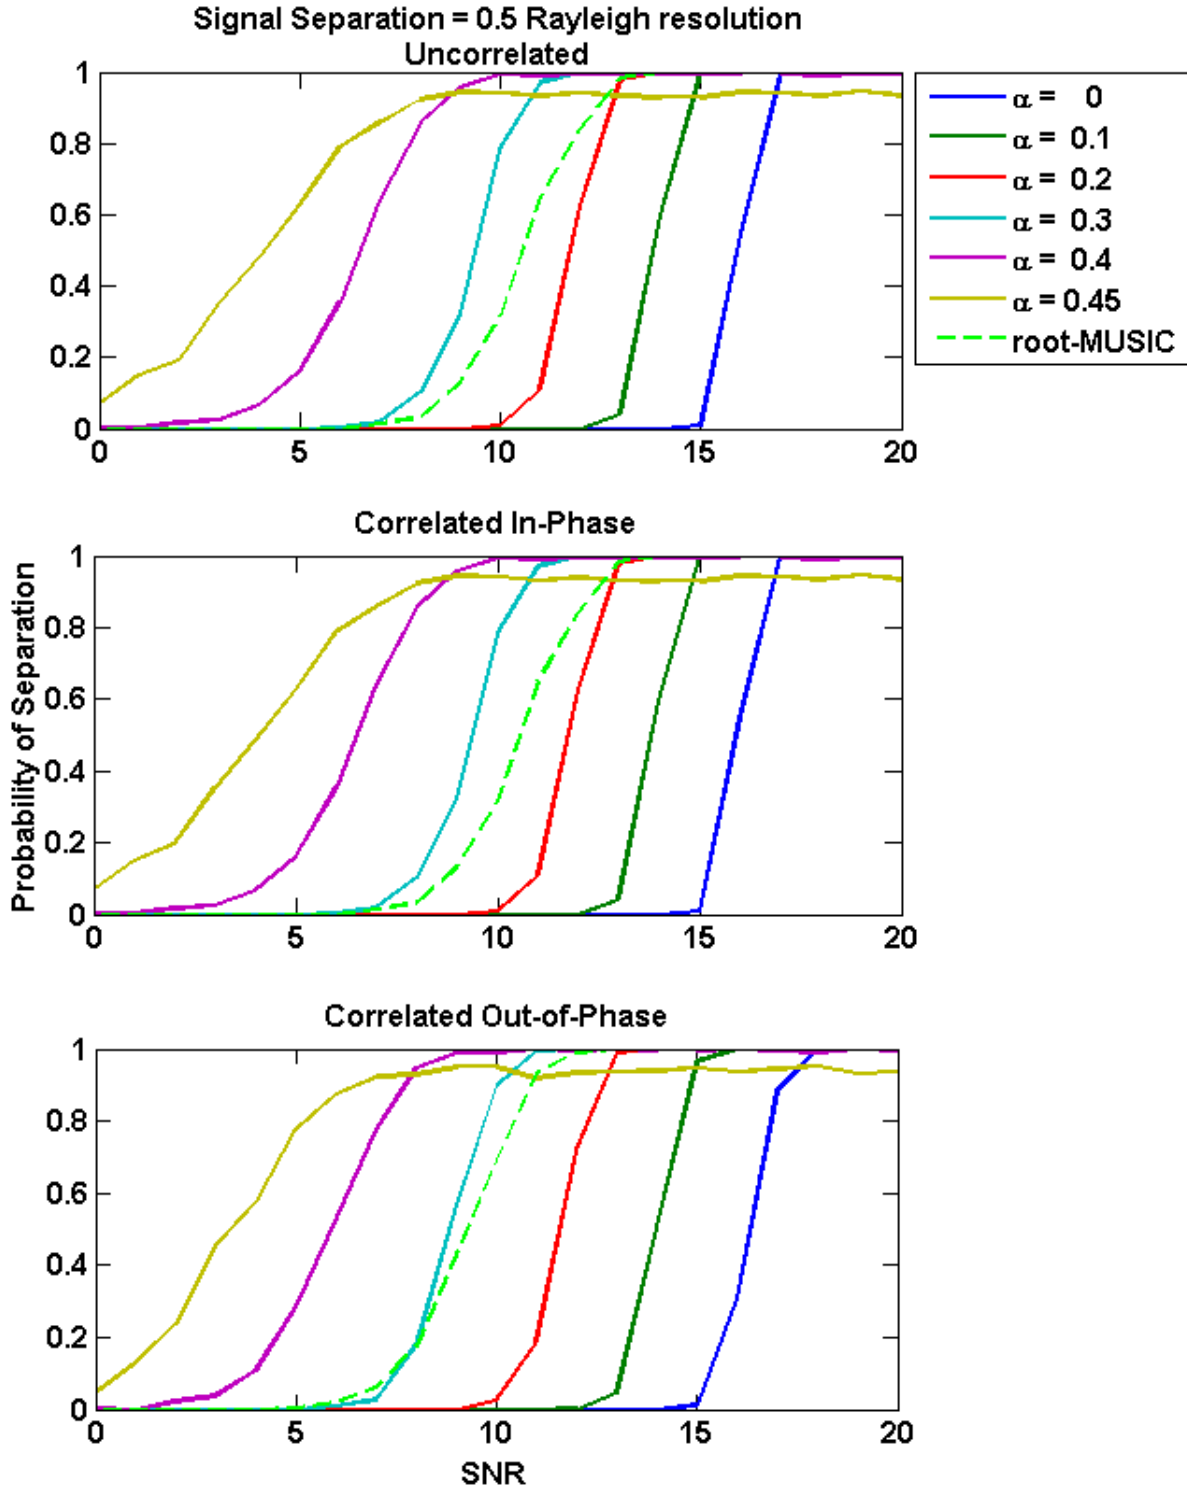 Signal Separation = 0.5 Rayleigh resolution
Uncorrelated
1
0.8
0.6
0.4
0.2
0
0 5 10 15 20
α = 0
α = 0.1
α = 0.2
α = 0.3
α = 0.4
α = 0.45
root-MUSIC
Correlated In-Phase
Probability of Separation
1
0.8
0.6
0.4
0.2
0
0 5 10 15 20
Correlated Out-of-Phase
1
0.8
0.6
0.4
0.2
0
0 5 10 15 20
SNR